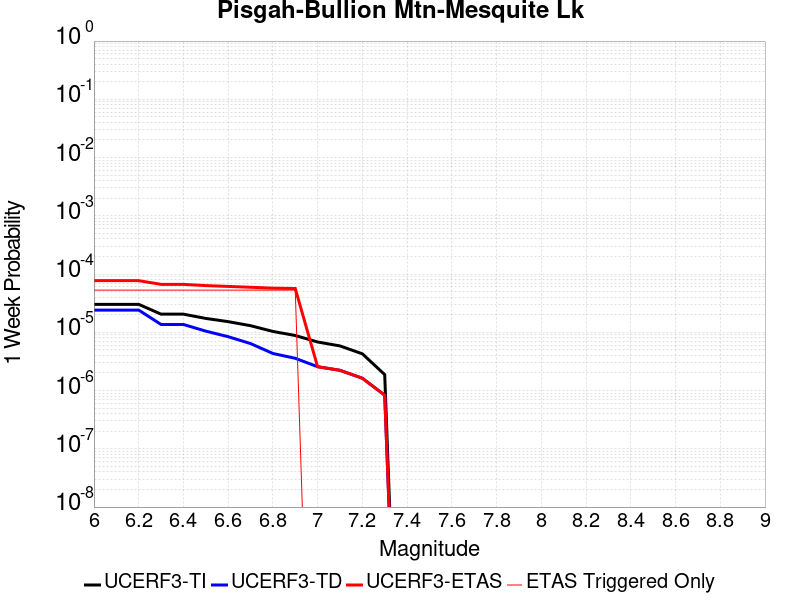 Pisgah-Bullion Mtn-Mesquite Lk
10^0
10^-1
10^-2
10^-3
10^-4
10^-5
10^-6
10^-7
10^-8
1 Week Probability
6 6.2 6.4 6.6 6.8 7 7.2 7.4 7.6 7.8 8 8.2 8.4 8.6 8.8 9
Magnitude
UCERF3-TI UCERF3-TD UCERF3-ETAS ETAS Triggered Only